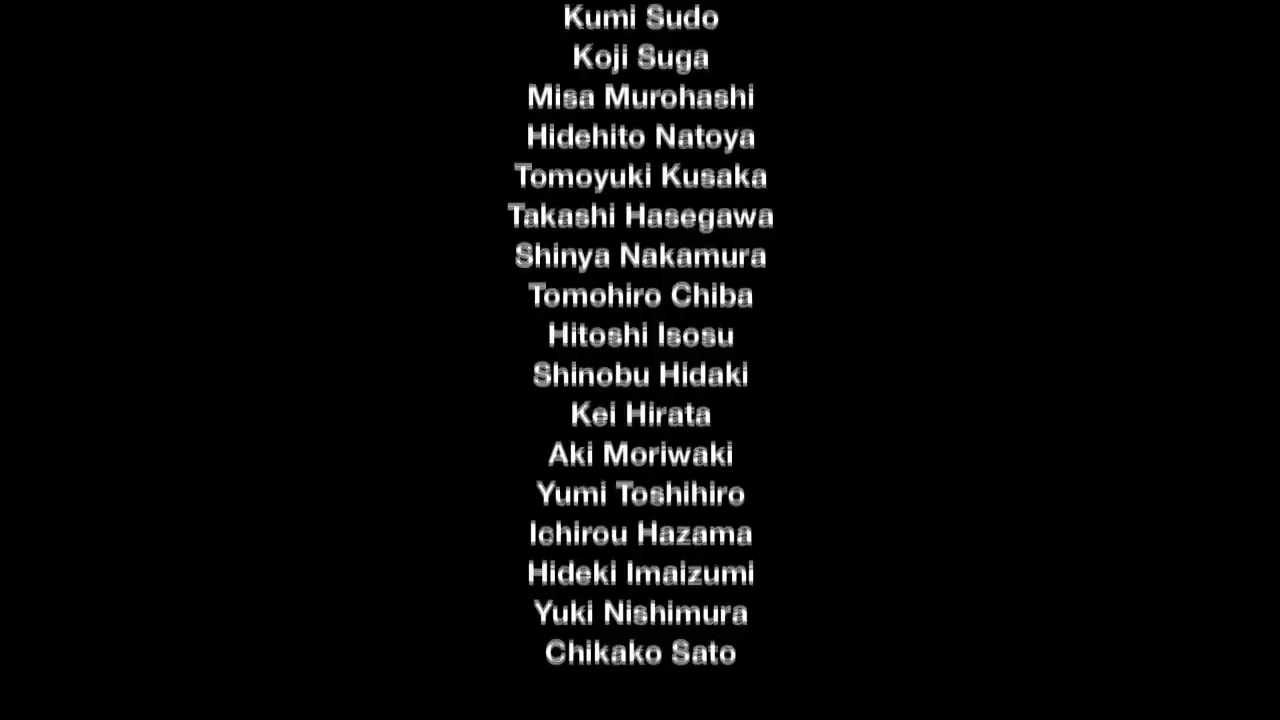 Kumi Sudo
Koji Suga
Misa Murohashi
Hidehito Natoya
Tomoyuki Kusaka
Takashi Hasegawa
Shinya Nakamura
Tomohiro Chiba
Hitoshi Isosu
Shinobu Hidaki
Kei Hirata
Aki Moriwaki
Yumi Toshihiro
Ichirou Hazama
Hideki Imaizumi
Yuki Nishimura
Chikako Sato